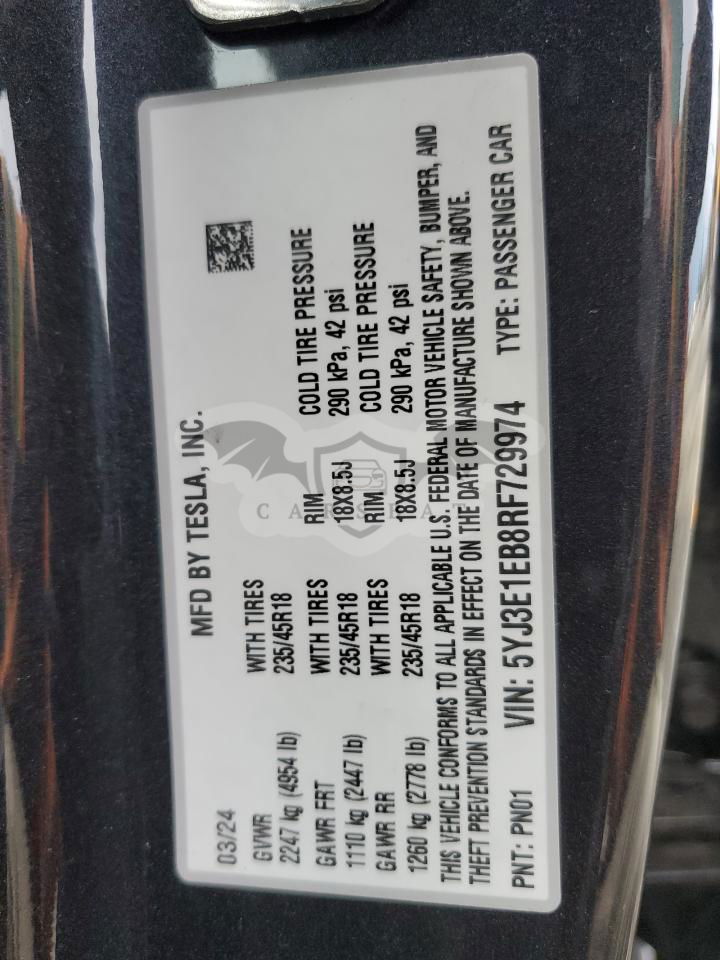 MFD BY TESLA, INC.
03/24
GVWR WITH TIRES
2247 kg (4954 lb) 235/45R18
GAWR FRT WITH TIRES RIM COLD TIRE PRESSURE
1110 kg (2447 lb) 235/45R18 18X8.5J 290 kPa, 42 psi
GAWR RR WITH TIRES RIM COLD TIRE PRESSURE
1260 kg (2778 lb) 235/45R18 18X8.5J 290 kPa, 42 psi
THIS VEHICLE CONFORMS TO ALL APPLICABLE U.S. FEDERAL MOTOR VEHICLE SAFETY, BUMPER, AND
THEFT PREVENTION STANDARDS IN EFFECT ON THE DATE OF MANUFACTURE SHOWN ABOVE.
PNT: PN01 VIN: 5YJ3E1EB8RF729974 TYPE: PASSENGER CAR